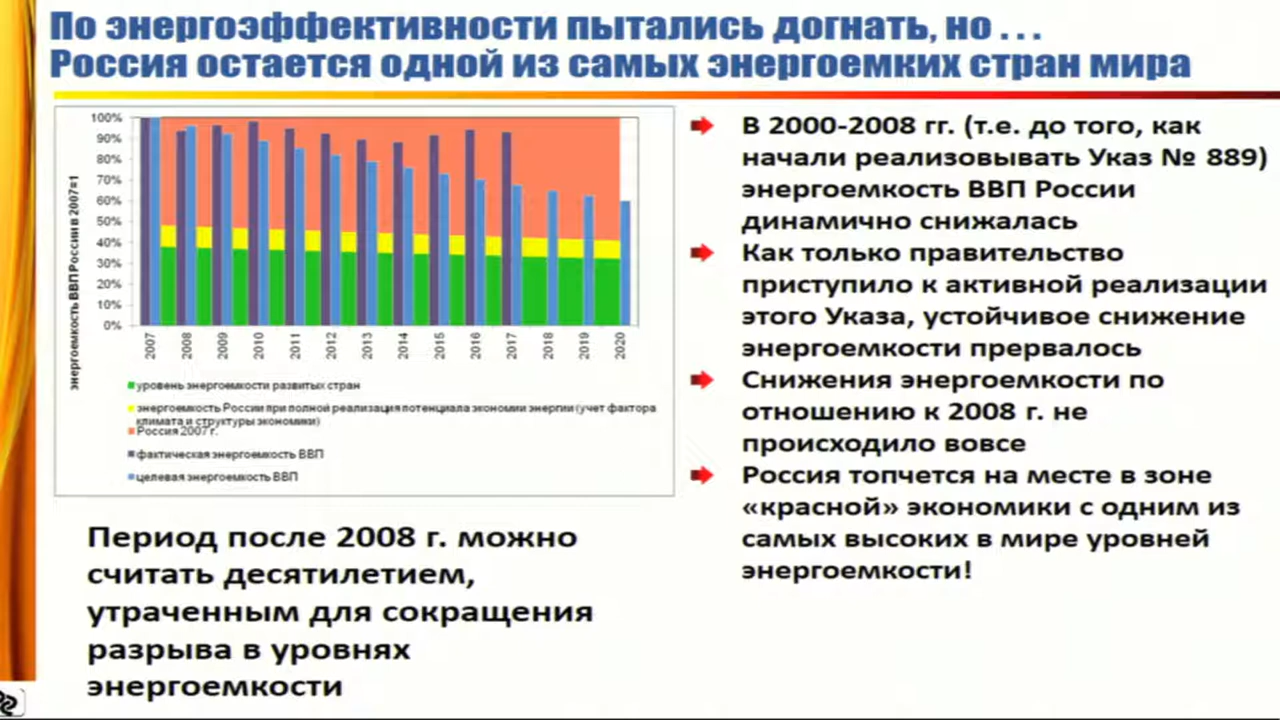 По энергоэффективности пытались догнать, но . . .
Россия остается одной из самых энергоемких стран мира
энергоемкость ВВП России в 2007=1
100%
90%
80%
70%
60%
50%
40%
30%
20%
10%
0%
2007
2008
2009
2010
2011
2012
2013
2014
2015
2016
2017
2018
2019
2020
уровень энергоемкости развитых стран
энергоемкость России при полной реализация потенциала экономии энергии (учет фактора
климата и структуры экономики)
Россия 2007 г.
фактическая энергоемкость ВВП
целевая энергоемкость ВВП
Период после 2008 г. можно
считать десятилетием,
утраченным для сокращения
разрыва в уровнях
энергоемкости
В 2000-2008 гг. (т.е. до того, как
начали реализовывать Указ № 889)
энергоемкость ВВП России
динамично снижалась
Как только правительство
приступило к активной реализации
этого Указа, устойчивое снижение
энергоемкости прервалось
Снижения энергоемкости по
отношению к 2008 г. не
происходило вовсе
Россия топчется на месте в зоне
«красной» экономики с одним из
самых высоких в мире уровней
энергоемкости!